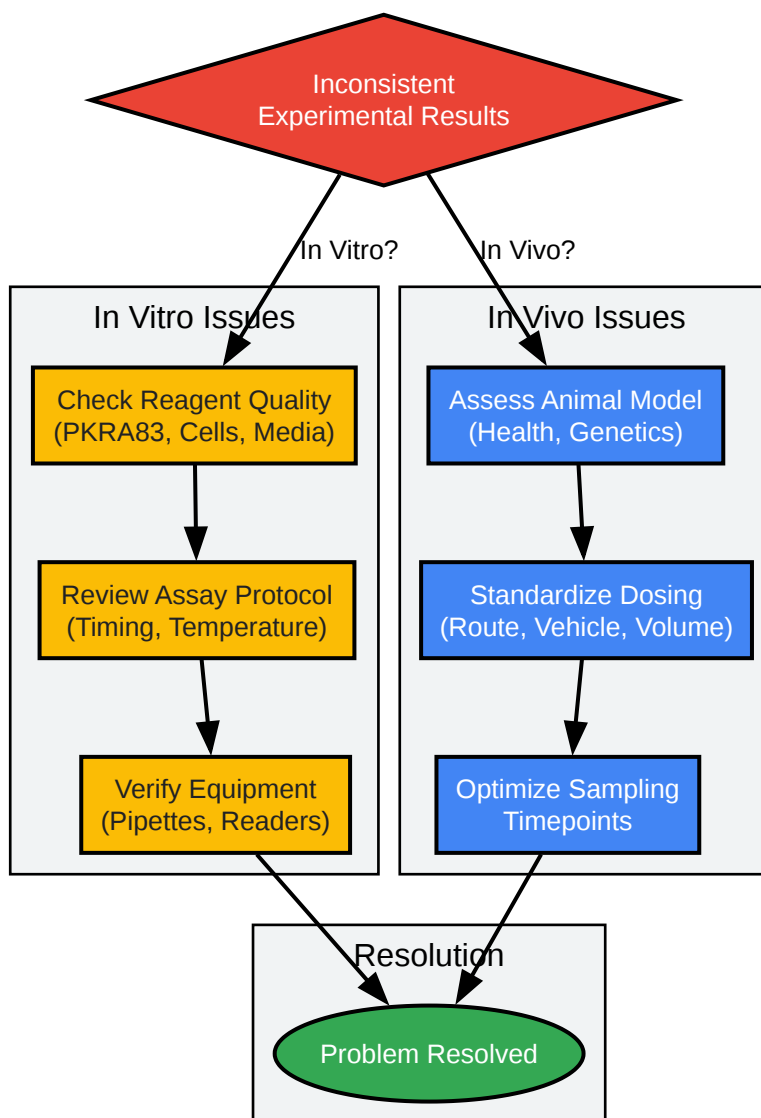 Inconsistent
Experimental Results
In Vitro?
In Vivo?
In Vitro Issues
Check Reagent Quality
(PKRA83, Cells, Media)
Review Assay Protocol
(Timing, Temperature)
Verify Equipment
(Pipettes, Readers)
In Vivo Issues
Assess Animal Model
(Health, Genetics)
Standardize Dosing
(Route, Vehicle, Volume)
Optimize Sampling
Timepoints
Resolution
Problem Resolved